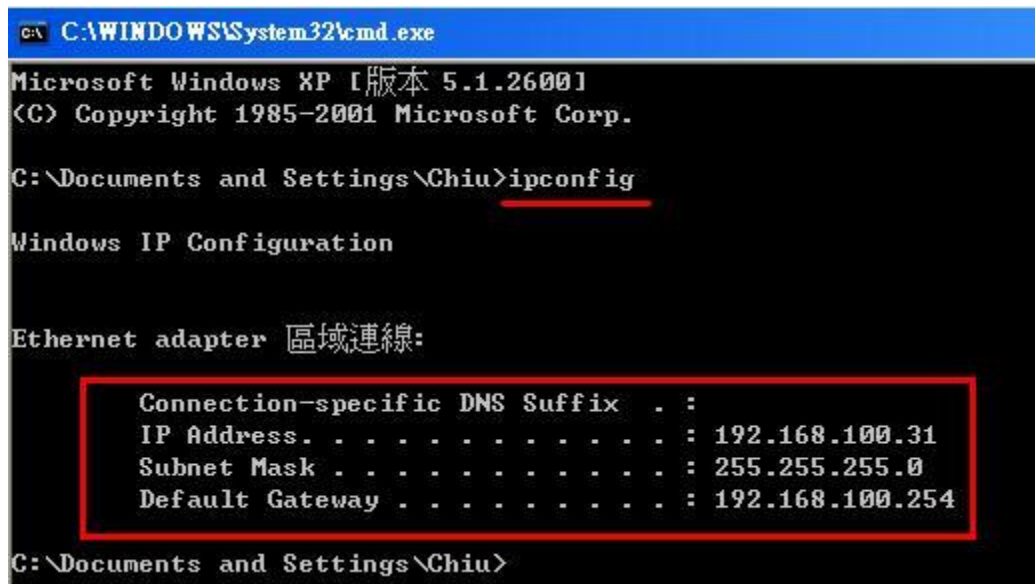 C:\WINDOWS\System32\cmd.exe
Microsoft Windows XP [版本 5.1.2600]
(C) Copyright 1985-2001 Microsoft Corp.
C:\Documents and Settings\Chiu>ipconfig
Windows IP Configuration
Ethernet adapter 區域連線:
Connection-specific DNS Suffix . :
IP Address. . . . . . . . . . . . : 192.168.100.31
Subnet Mask . . . . . . . . . . . : 255.255.255.0
Default Gateway . . . . . . . . . : 192.168.100.254
C:\Documents and Settings\Chiu>